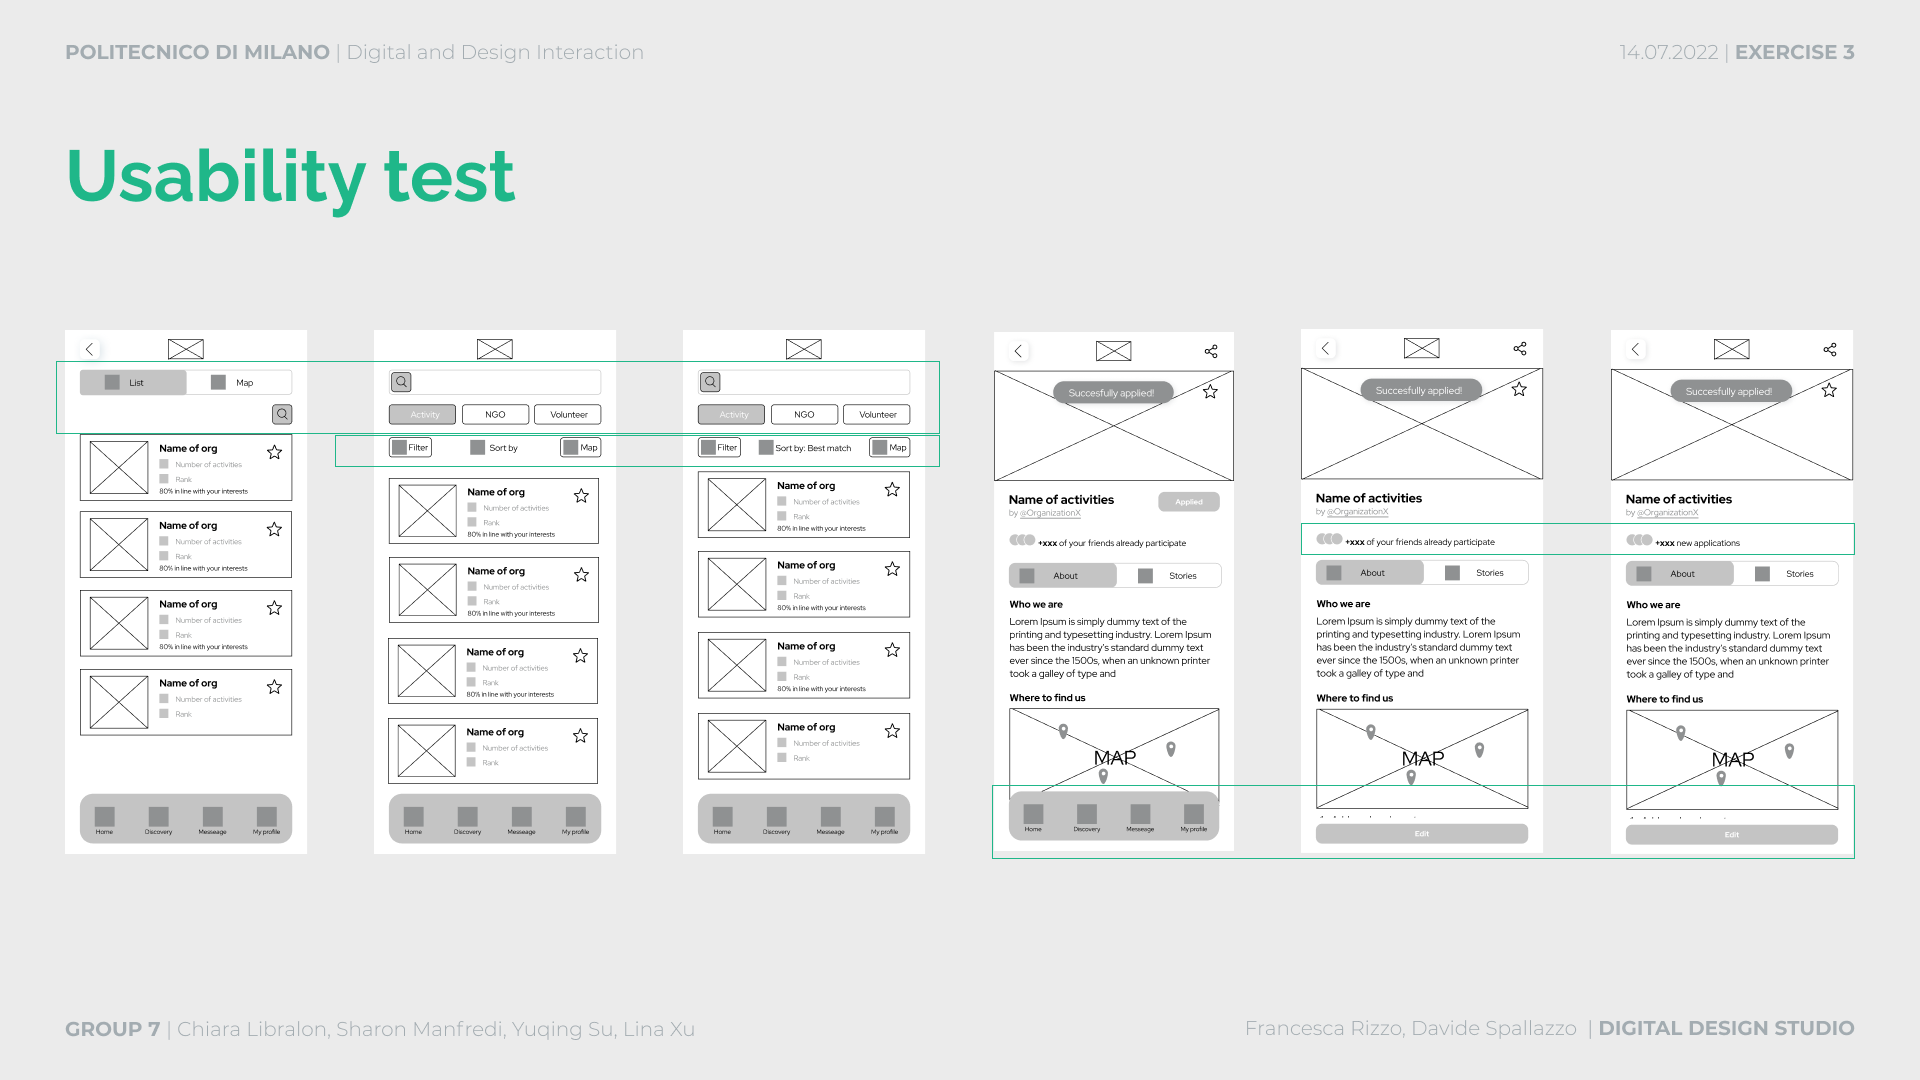 POLITECNICO DI MILANO | Digital and Design Interaction
14.07.2022 | EXERCISE 3
Usability test
List
Map
Name of org
Number of activities
Rank
80% in line with your interests
Name of org
Number of activities
Rank
80% in line with your interests
Name of org
Number of activities
Rank
80% in line with your interests
Name of org
Number of activities
Rank
Home
Discovery
Messeage
My profile
Activity
NGO
Volunteer
Filter
Sort by
Map
Name of org
Number of activities
Rank
80% in line with your interests
Name of org
Number of activities
Rank
80% in line with your interests
Name of org
Number of activities
Rank
80% in line with your interests
Name of org
Number of activities
Rank
Home
Discovery
Messeage
My profile
Activity
NGO
Volunteer
Filter
Sort by: Best match
Map
Name of org
Number of activities
Rank
80% in line with your interests
Name of org
Number of activities
Rank
80% in line with your interests
Name of org
Number of activities
Rank
80% in line with your interests
Name of org
Number of activities
Rank
Home
Discovery
Messeage
My profile
Succesfully applied!
Name of activities
Applied
by @OrganizationX
+xxx of your friends already participate
About
Stories
Who we are
Lorem Ipsum is simply dummy text of the
printing and typesetting industry. Lorem Ipsum
has been the industry's standard dummy text
ever since the 1500s, when an unknown printer
took a galley of type and
Where to find us
MAP
Home
Discovery
Messeage
My profile
Succesfully applied!
Name of activities
by @OrganizationX
+xxx of your friends already participate
About
Stories
Who we are
Lorem Ipsum is simply dummy text of the
printing and typesetting industry. Lorem Ipsum
has been the industry's standard dummy text
ever since the 1500s, when an unknown printer
took a galley of type and
Where to find us
MAP
Edit
Succesfully applied!
Name of activities
by @OrganizationX
+xxx new applications
About
Stories
Who we are
Lorem Ipsum is simply dummy text of the
printing and typesetting industry. Lorem Ipsum
has been the industry's standard dummy text
ever since the 1500s, when an unknown printer
took a galley of type and
Where to find us
MAP
Edit
GROUP 7 | Chiara Libralon, Sharon Manfredi, Yuqing Su, Lina Xu
Francesca Rizzo, Davide Spallazzo | DIGITAL DESIGN STUDIO